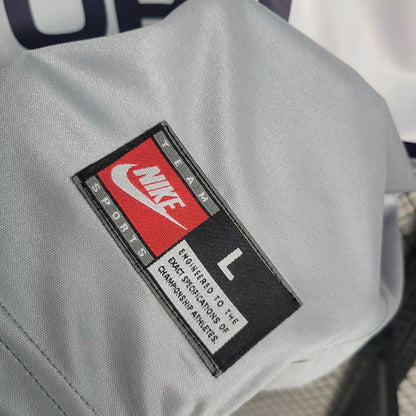 TEAM
SPORTS
NIKE
L
ENGINEERED TO THE
EXACT SPECIFICATIONS OF
CHAMPIONSHIP ATHLETES.